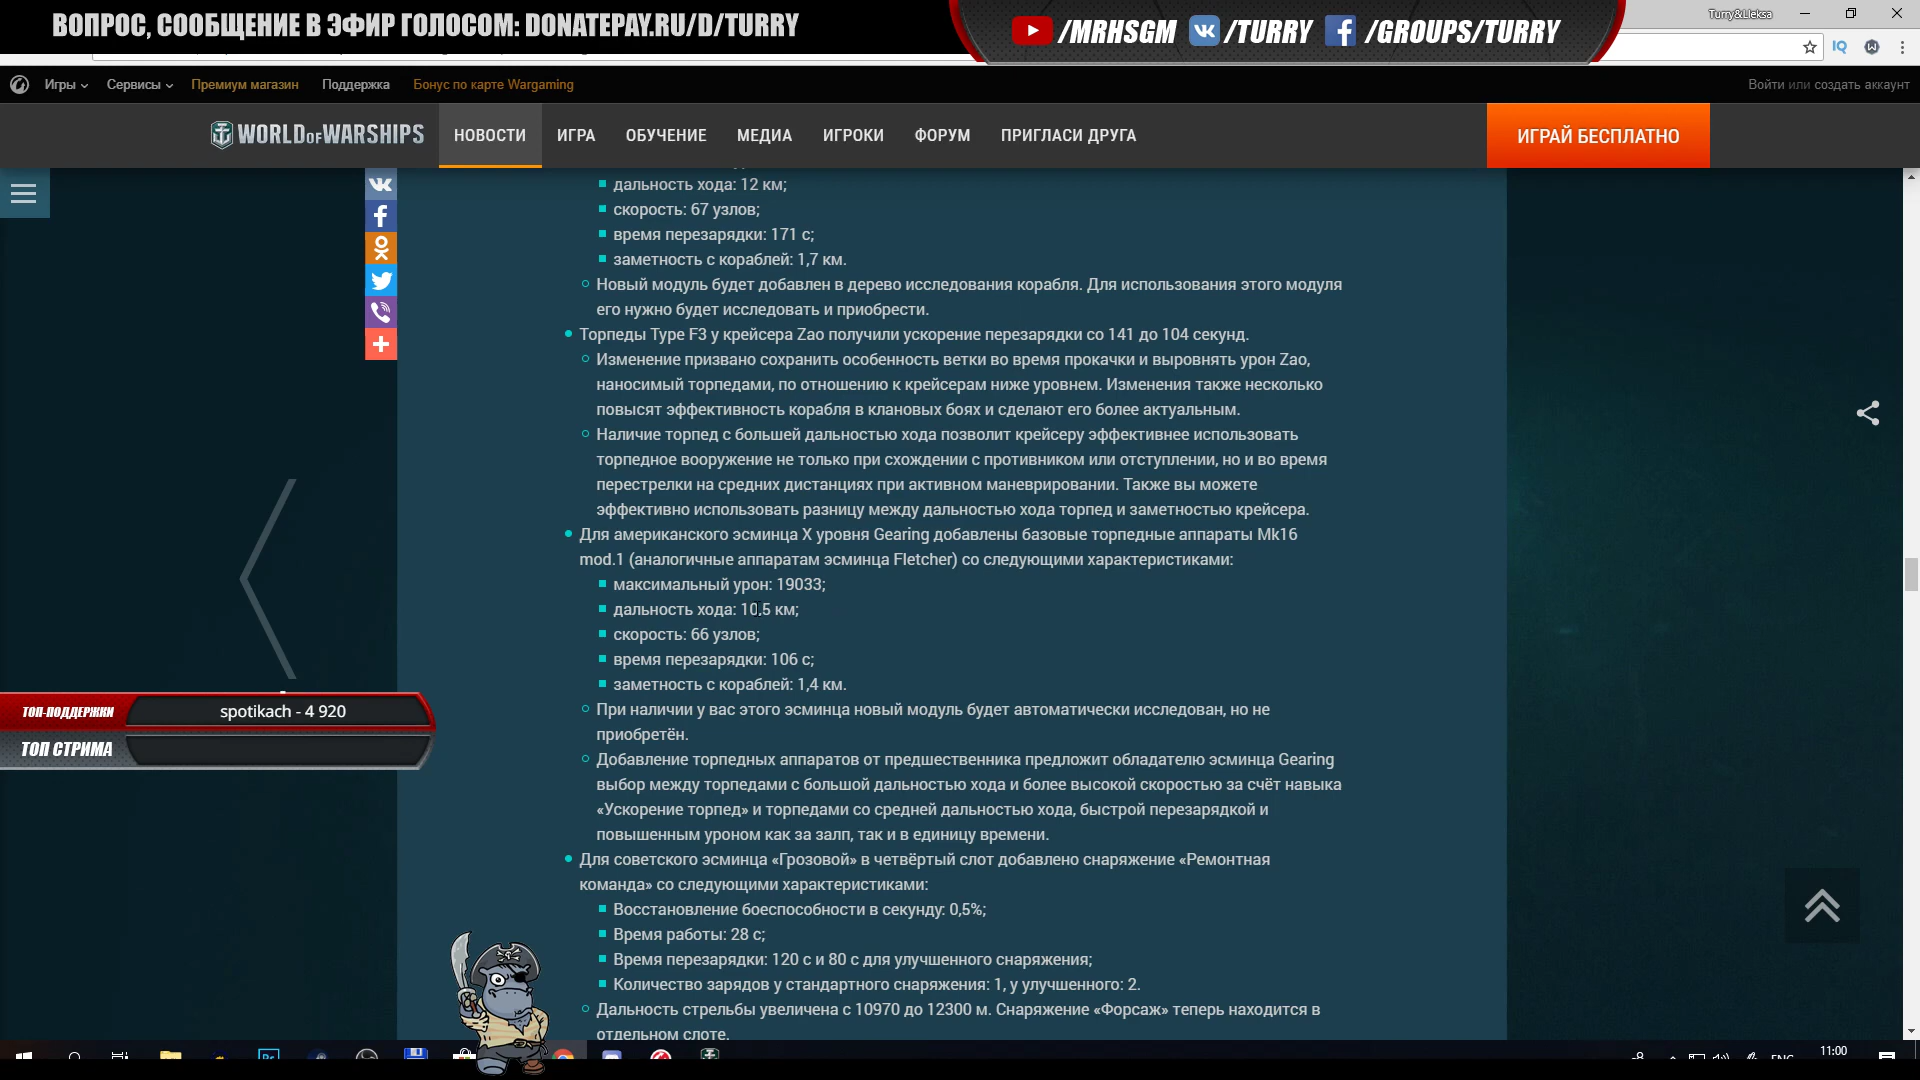 ВОПРОС, СООБЩЕНИЕ В ЭФИР ГОЛОСОМ: DONATEPAY.RU/D/TURRY
/MRHSGM /TURRY /GROUPS/TURRY
Turry&Lleksa
Игры Сервисы Премиум магазин Поддержка Бонус по карте Wargaming
Войти или создать аккаунт
WORLD OF WARSHIPS
НОВОСТИ ИГРА ОБУЧЕНИЕ МЕДИА ИГРОКИ ФОРУМ ПРИГЛАСИ ДРУГА
ИГРАЙ БЕСПЛАТНО
дальность хода: 12 км;
скорость: 67 узлов;
время перезарядки: 171 с;
заметность с кораблей: 1,7 км.
Новый модуль будет добавлен в дерево исследования корабля. Для использования этого модуля
его нужно будет исследовать и приобрести.
Торпеды Type F3 у крейсера Zao получили ускорение перезарядки со 141 до 104 секунд.
Изменение призвано сохранить особенность ветки во время прокачки и выровнять урон Zao,
наносимый торпедами, по отношению к крейсерам ниже уровнем. Изменения также несколько
повысят эффективность корабля в клановых боях и сделают его более актуальным.
Наличие торпед с большей дальностью хода позволит крейсеру эффективнее использовать
торпедное вооружение не только при схождении с противником или отступлении, но и во время
перестрелки на средних дистанциях при активном маневрировании. Также вы можете
эффективно использовать разницу между дальностью хода торпед и заметностью крейсера.
Для американского эсминца X уровня Gearing добавлены базовые торпедные аппараты Mk16
mod.1 (аналогичные аппаратам эсминца Fletcher) со следующими характеристиками:
максимальный урон: 19033;
дальность хода: 10,5 км;
скорость: 66 узлов;
время перезарядки: 106 с;
заметность с кораблей: 1,4 км.
При наличии у вас этого эсминца новый модуль будет автоматически исследован, но не
приобретён.
Добавление торпедных аппаратов от предшественника предложит обладателю эсминца Gearing
выбор между торпедами с большой дальностью хода и более высокой скоростью за счёт навыка
«Ускорение торпед» и торпедами со средней дальностью хода, быстрой перезарядкой и
повышенным уроном как за залп, так и в единицу времени.
Для советского эсминца «Грозовой» в четвёртый слот добавлено снаряжение «Ремонтная
команда» со следующими характеристиками:
Восстановление боеспособности в секунду: 0,5%;
Время работы: 28 с;
Время перезарядки: 120 с и 80 с для улучшенного снаряжения;
Количество зарядов у стандартного снаряжения: 1, у улучшенного: 2.
Дальность стрельбы увеличена с 10970 до 12300 м. Снаряжение «Форсаж» теперь находится в
отдельном слоте.
ТОП-ПОДДЕРЖКИ
spotikach - 4 920
ТОП СТРИМА
11:00
ENG